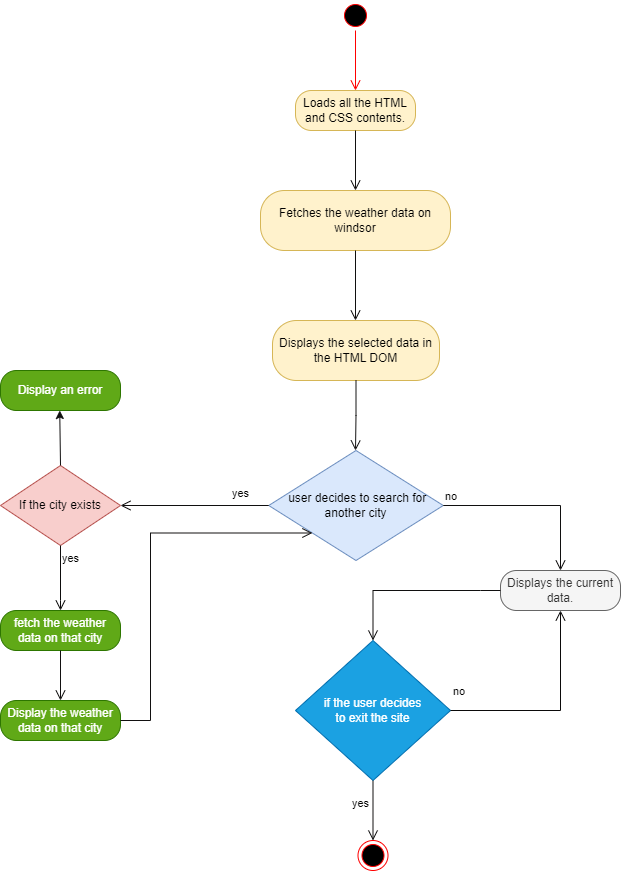 Loads all the HTML
and CSS contents.
Fetches the weather data on
windsor
Displays the selected data in
the HTML DOM
Display an error
user decides to search for
another city
yes
no
If the city exists
yes
Displays the current
data.
fetch the weather
data on that city
Display the weather
data on that city
if the user decides
to exit the site
no
yes